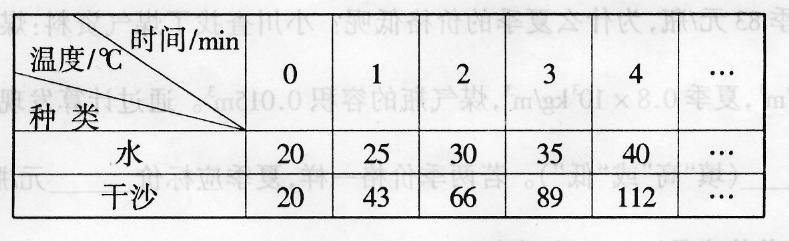 时间/min
温度/℃
种 类
0 1 2 3 4 …
水 20 25 30 35 40 …
干沙 20 43 66 89 112 …